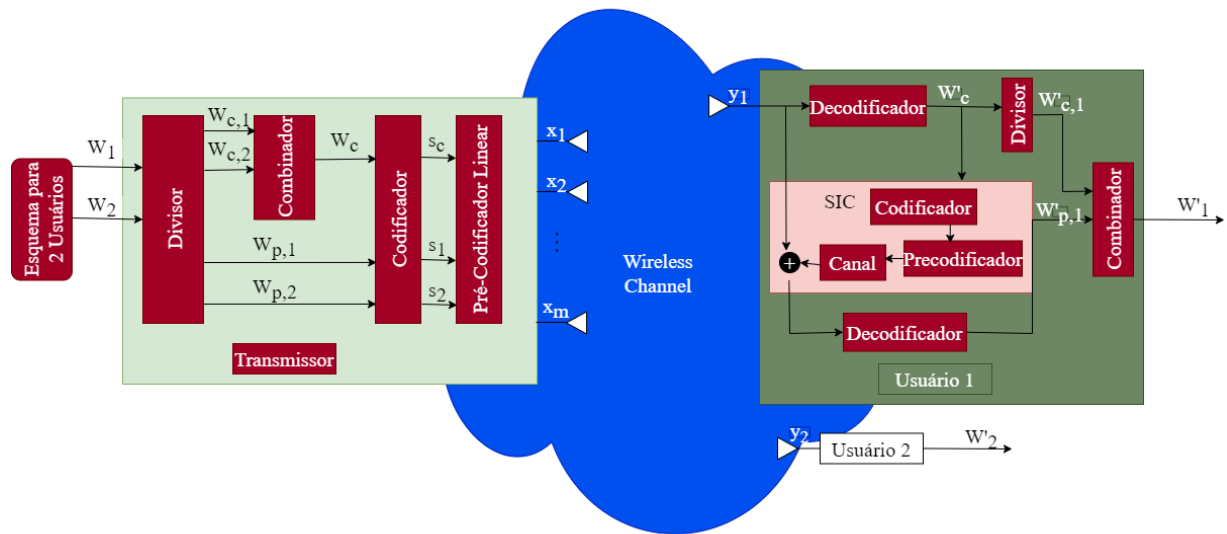 Esquema para
2 Usuários
W1
W2
Divisor
Wc,1
Wc,2
Combinador
Wc
Wp,1
Wp,2
Codificador
sc
s1
s2
Pré-Codificador Linear
Transmissor
x1
x2
...
xm
Wireless
Channel
y1
Decodificador
W'c
Divisor
W'c,1
SIC
Codificador
Precodificador
Canal
+
W'p,1
Combinador
W'1
Decodificador
Usuário 1
y2
Usuário 2
W'2